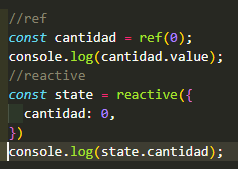 //ref
const cantidad = ref(0);
console.log(cantidad.value);
//reactive
const state = reactive({
  cantidad: 0,
})
console.log(state.cantidad);